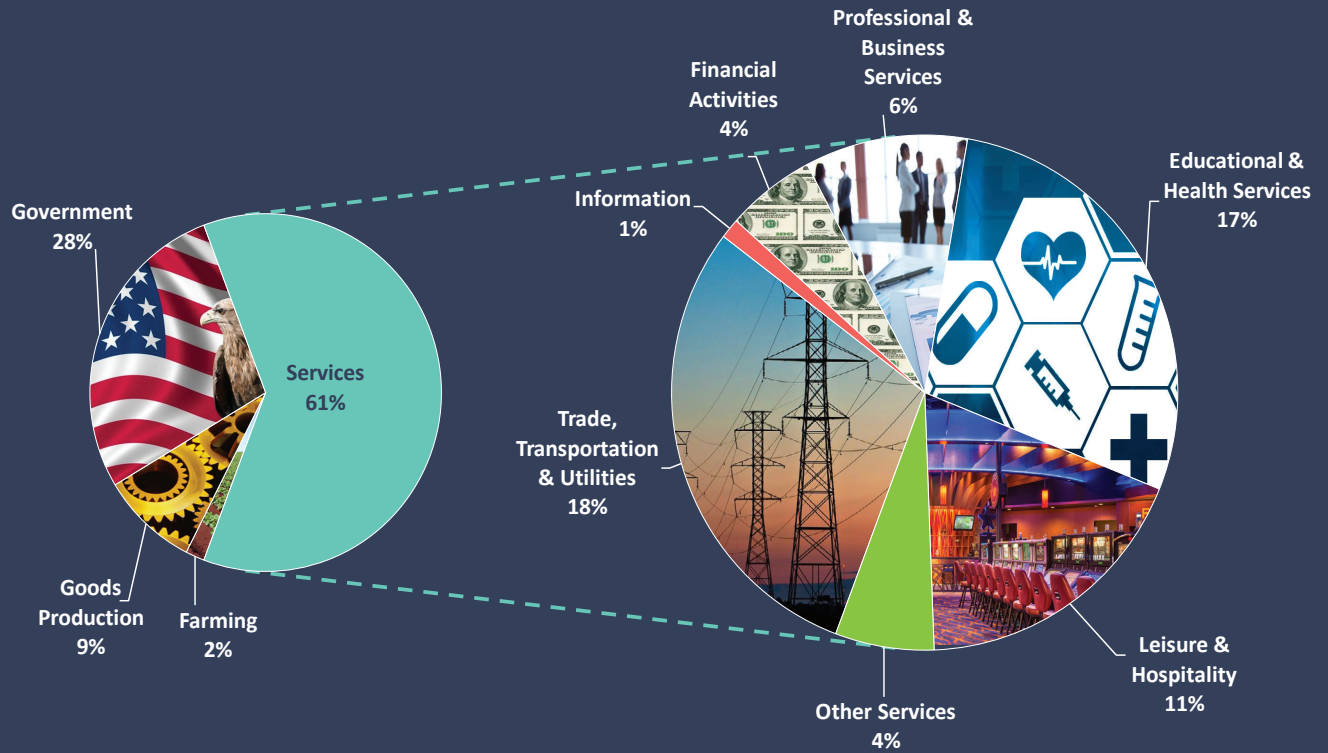 Government
28%
Services
61%
Goods
Production
9%
Farming
2%
Professional &
Business
Services
6%
Financial
Activities
4%
Information
1%
Educational &
Health Services
17%
Trade,
Transportation
& Utilities
18%
Leisure &
Hospitality
11%
Other Services
4%